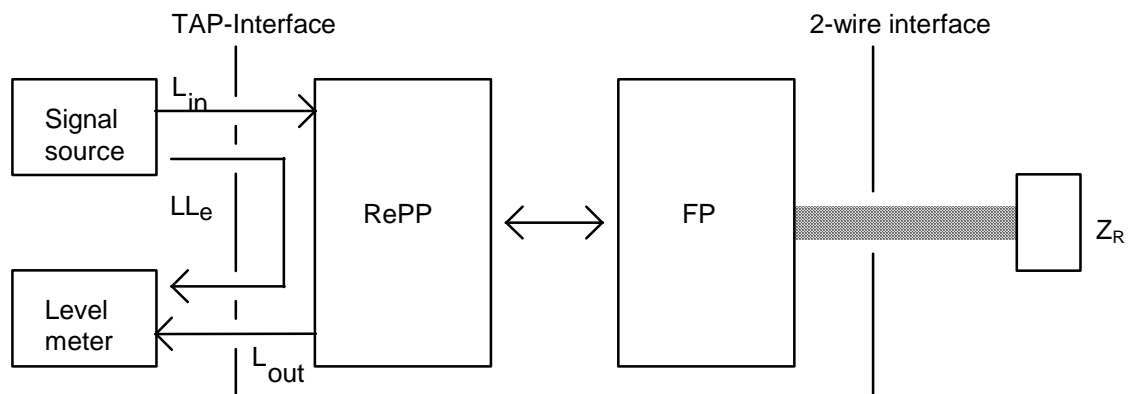 TAP-Interface
2-wire interface
Lin
Signal
source
LLe
RePP
FP
ZR
Level
meter
Lout